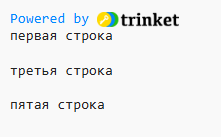 Powered by trinket
первая строка
третья строка
пятая строка